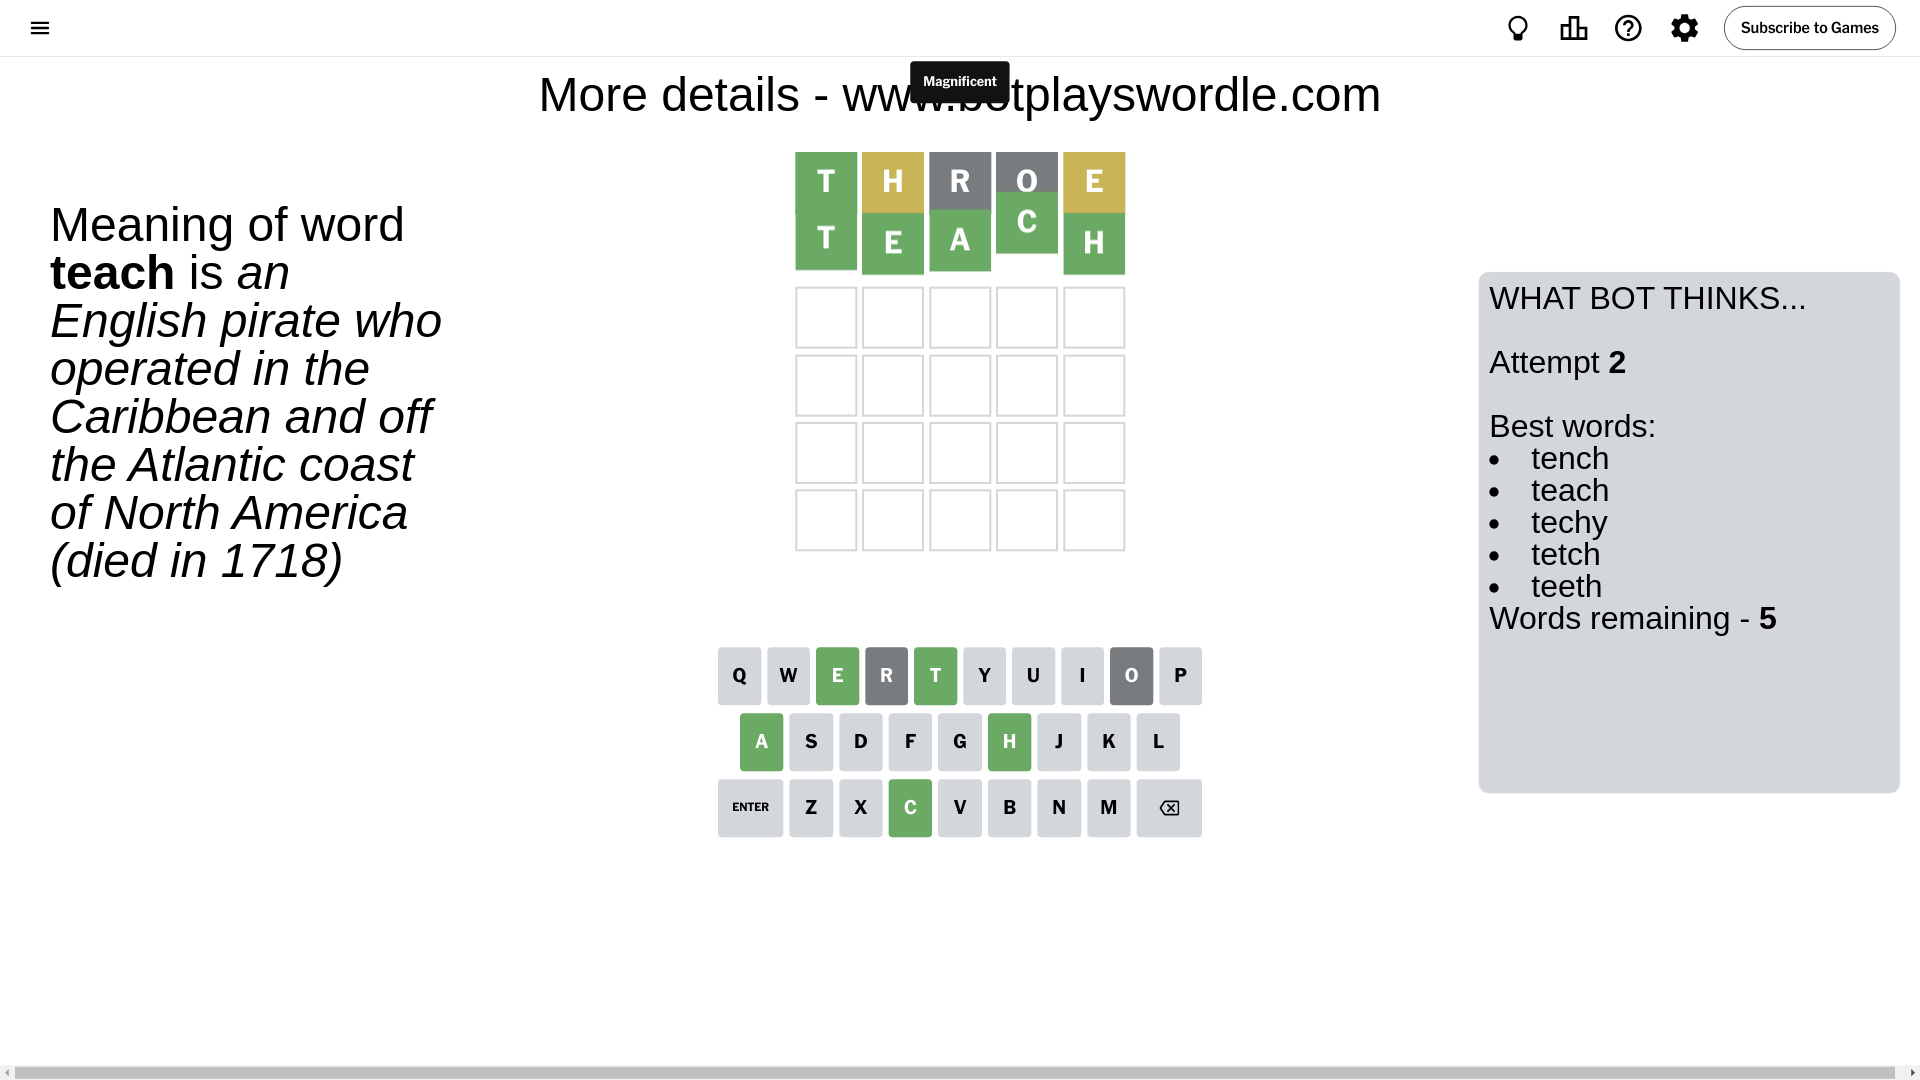 Subscribe to Games
Magnificent
More details - www.botplayswordle.com
T H R O E
T E A C H
Meaning of word
teach is an
English pirate who
operated in the
Caribbean and off
the Atlantic coast
of North America
(died in 1718)
WHAT BOT THINKS...
Attempt 2
Best words:
• tench
• teach
• techy
• tetch
• teeth
Words remaining - 5
Q W E R T Y U I O P
A S D F G H J K L
ENTER Z X C V B N M